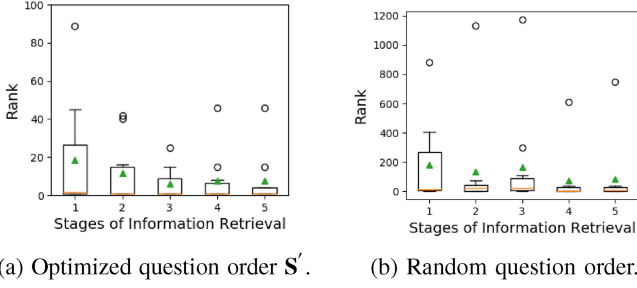 100
80
60
40
20
0
Rank
1 2 3 4 5
Stages of Information Retrieval
(a) Optimized question order S′.
1200
1000
800
600
400
200
0
Rank
1 2 3 4 5
Stages of Information Retrieval
(b) Random question order.